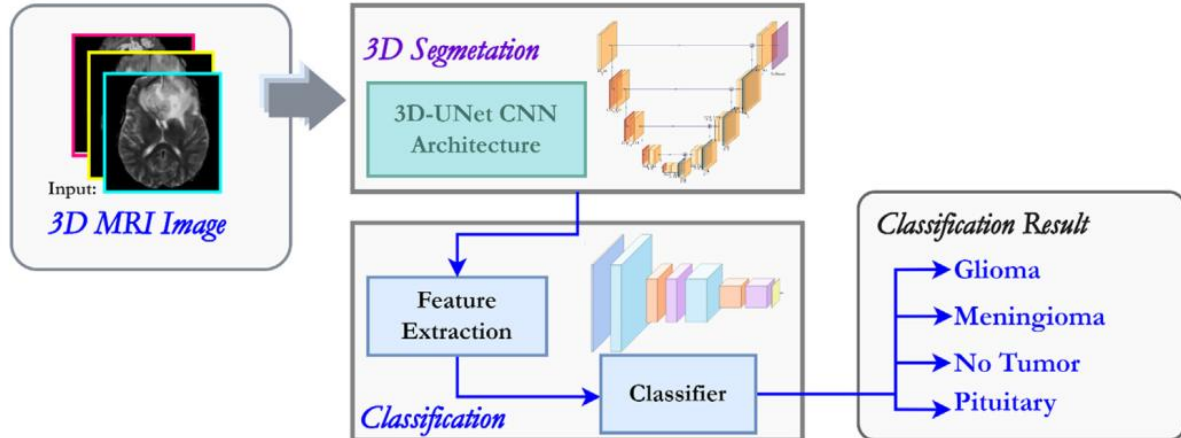 Input:
3D MRI Image
3D Segmetation
3D-UNet CNN
Architecture
Feature
Extraction
Classifier
Classification
Classification Result
Glioma
Meningioma
No Tumor
Pituitary